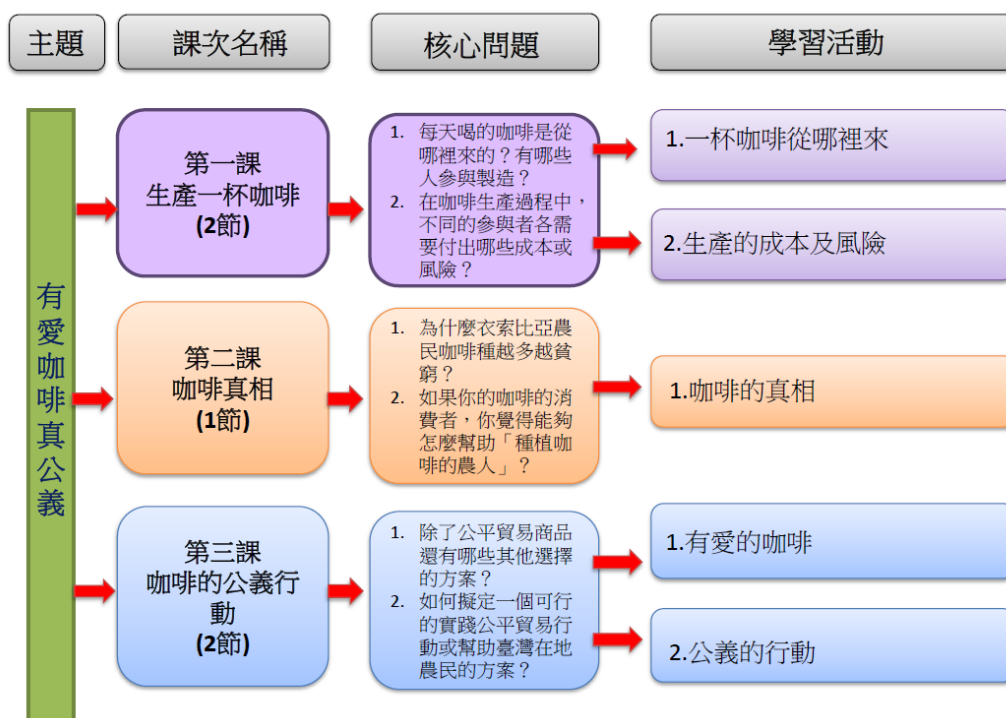 主題
課次名稱
核心問題
學習活動
有愛咖啡真公義
第一課
生產一杯咖啡
(2節)
1. 每天喝的咖啡是從
哪裡來的？有哪些
人參與製造？
2. 在咖啡生產過程中，
不同的參與者各需
要付出哪些成本或
風險？
1.一杯咖啡從哪裡來
2.生產的成本及風險
第二課
咖啡真相
(1節)
1. 為什麼衣索比亞農
民咖啡種越多越貧
窮？
2. 如果你的咖啡的消
費者，你覺得能夠
怎麼幫助「種植咖
啡的農人」？
1.咖啡的真相
第三課
咖啡的公義行
動
(2節)
1. 除了公平貿易商品
還有哪些其他選擇
的方案？
2. 如何擬定一個可行
的實踐公平貿易行
動或幫助臺灣在地
農民的方案？
1.有愛的咖啡
2.公義的行動